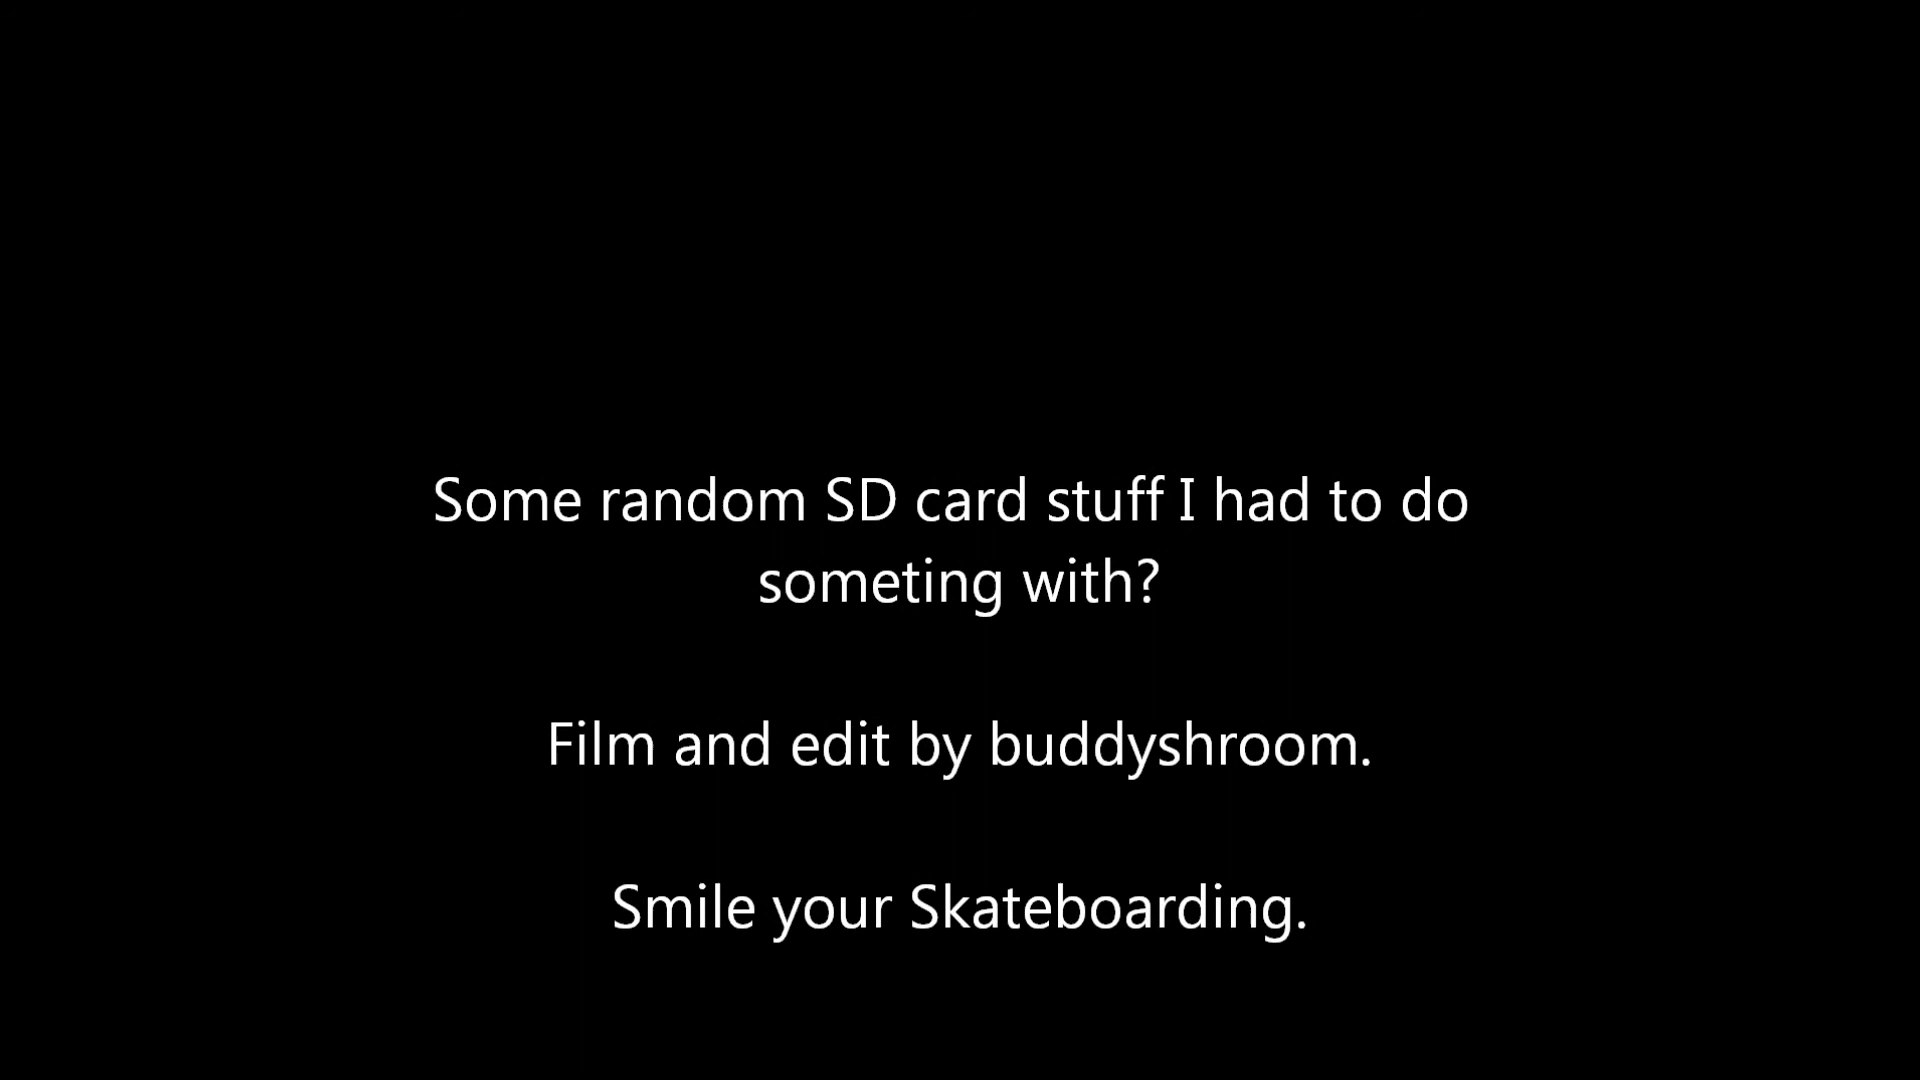 Some random SD card stuff I had to do
someting with?
Film and edit by buddyshroom.
Smile your Skateboarding.